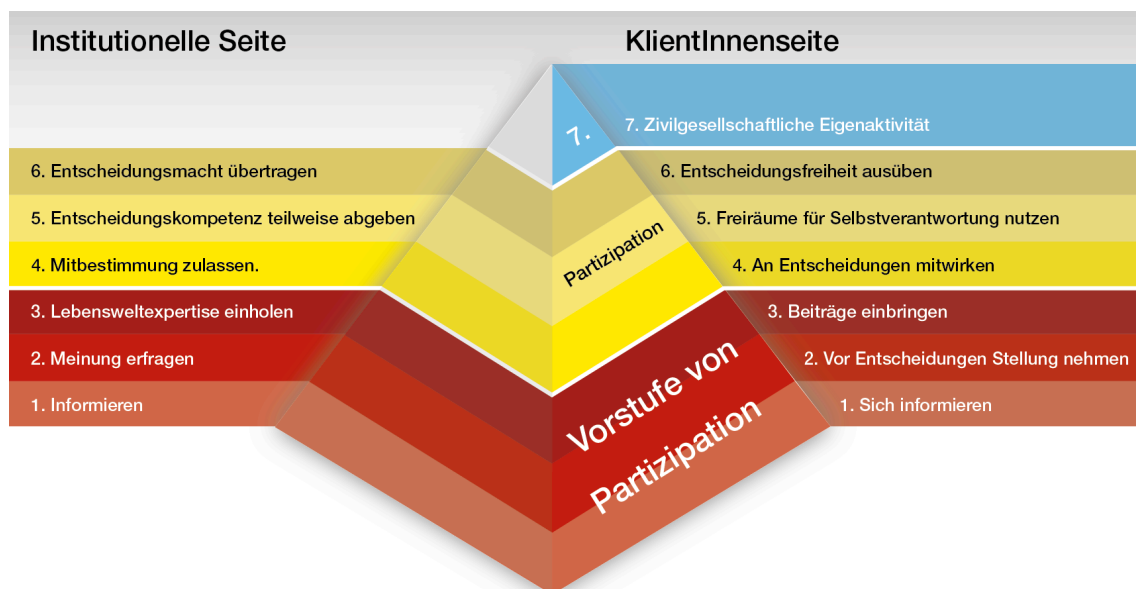 Institutionelle Seite
KlientInnenseite
7.
7. Zivilgesellschaftliche Eigenaktivität
6. Entscheidungsmacht übertragen
6. Entscheidungsfreiheit ausüben
5. Entscheidungskompetenz teilweise abgeben
5. Freiräume für Selbstverantwortung nutzen
Partizipation
4. Mitbestimmung zulassen.
4. An Entscheidungen mitwirken
3. Lebensweltexpertise einholen
3. Beiträge einbringen
2. Meinung erfragen
2. Vor Entscheidungen Stellung nehmen
1. Informieren
1. Sich informieren
Vorstufe von
Partizipation